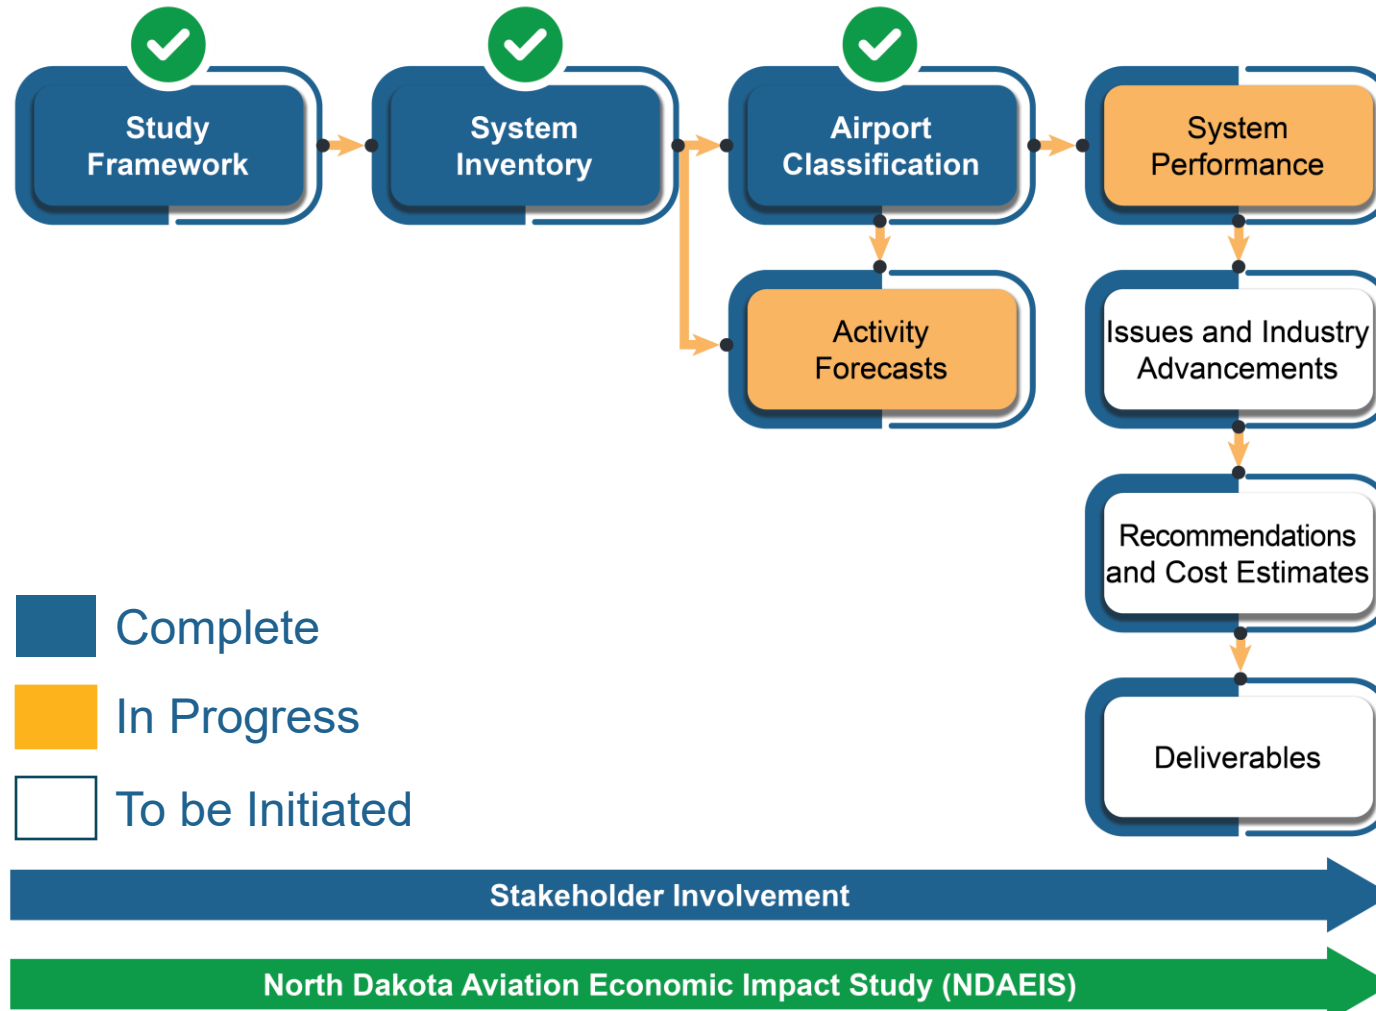 Study
Framework
System
Inventory
Airport
Classification
System
Performance
Activity
Forecasts
Issues and Industry
Advancements
Recommendations
and Cost Estimates
Deliverables
Complete
In Progress
To be Initiated
Stakeholder Involvement
North Dakota Aviation Economic Impact Study (NDAEIS)